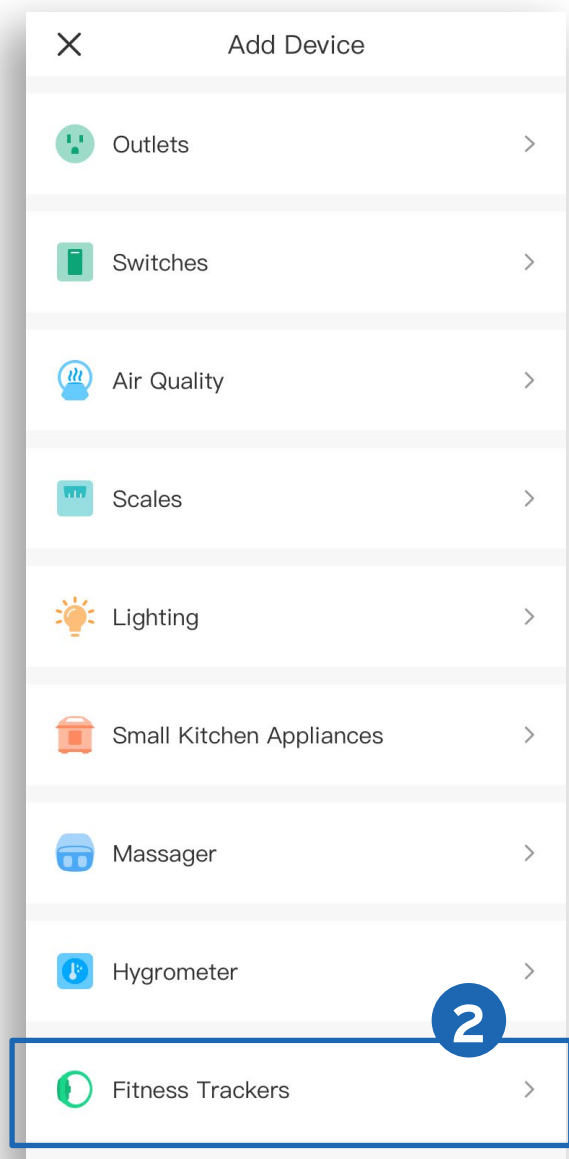 Add Device
Outlets
Switches
Air Quality
Scales
Lighting
Small Kitchen Appliances
Massager
Hygrometer
2
Fitness Trackers